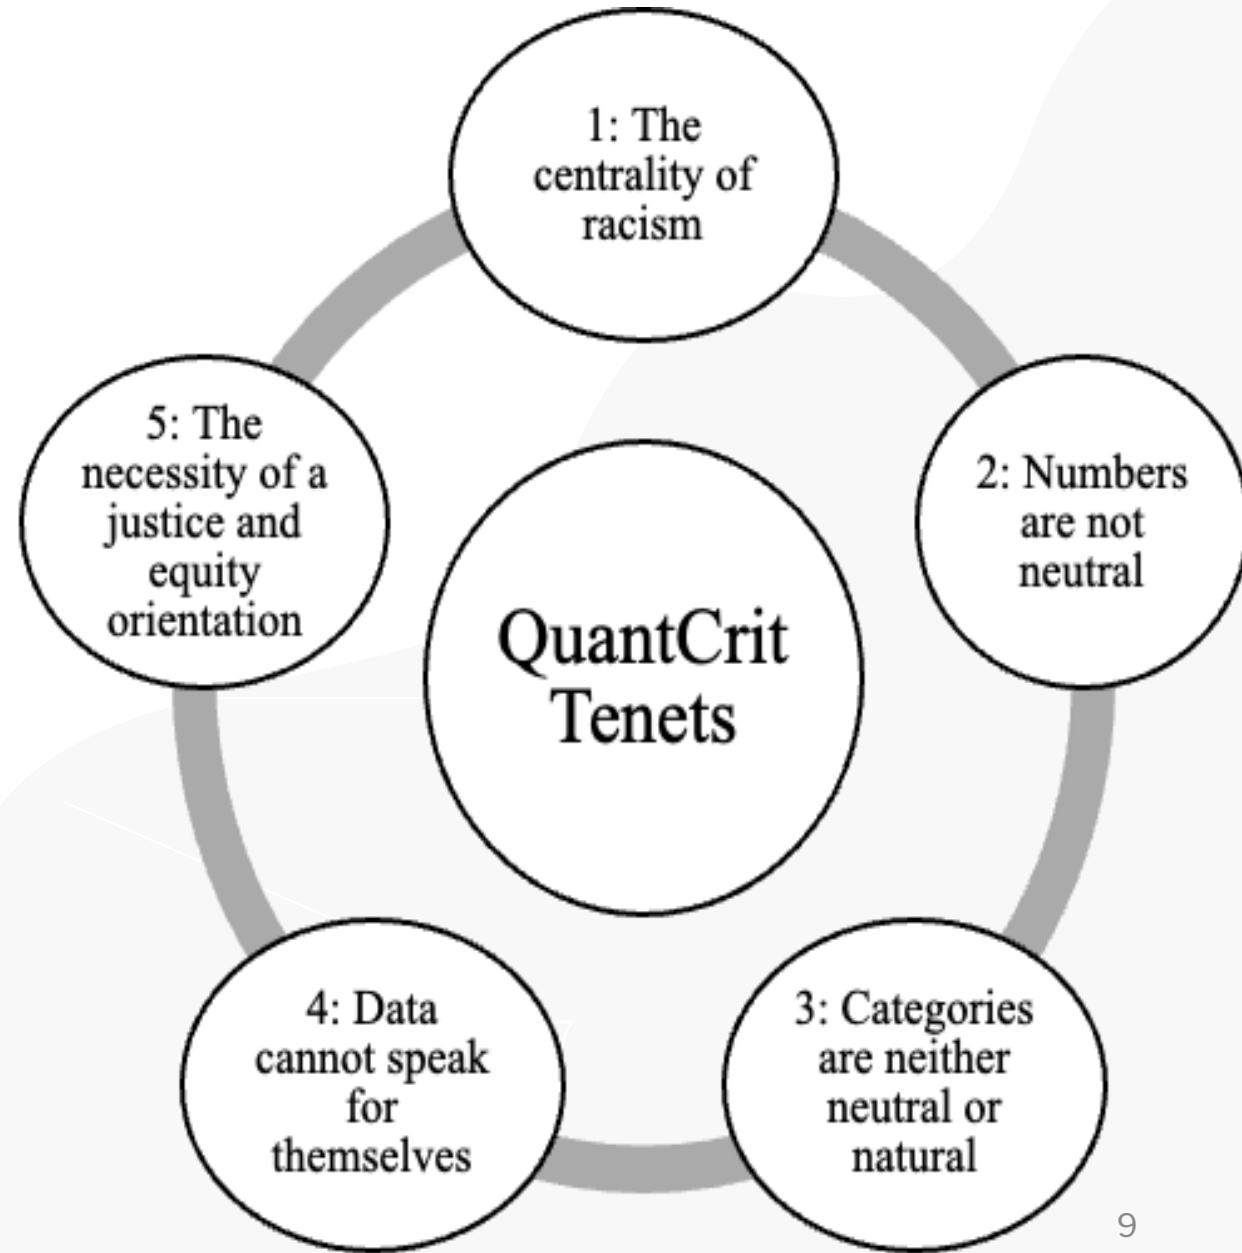 1: The
centrality of
racism
2: Numbers
are not
neutral
3: Categories
are neither
neutral or
natural
4: Data
cannot speak
for
themselves
5: The
necessity of a
justice and
equity
orientation
QuantCrit
Tenets
9